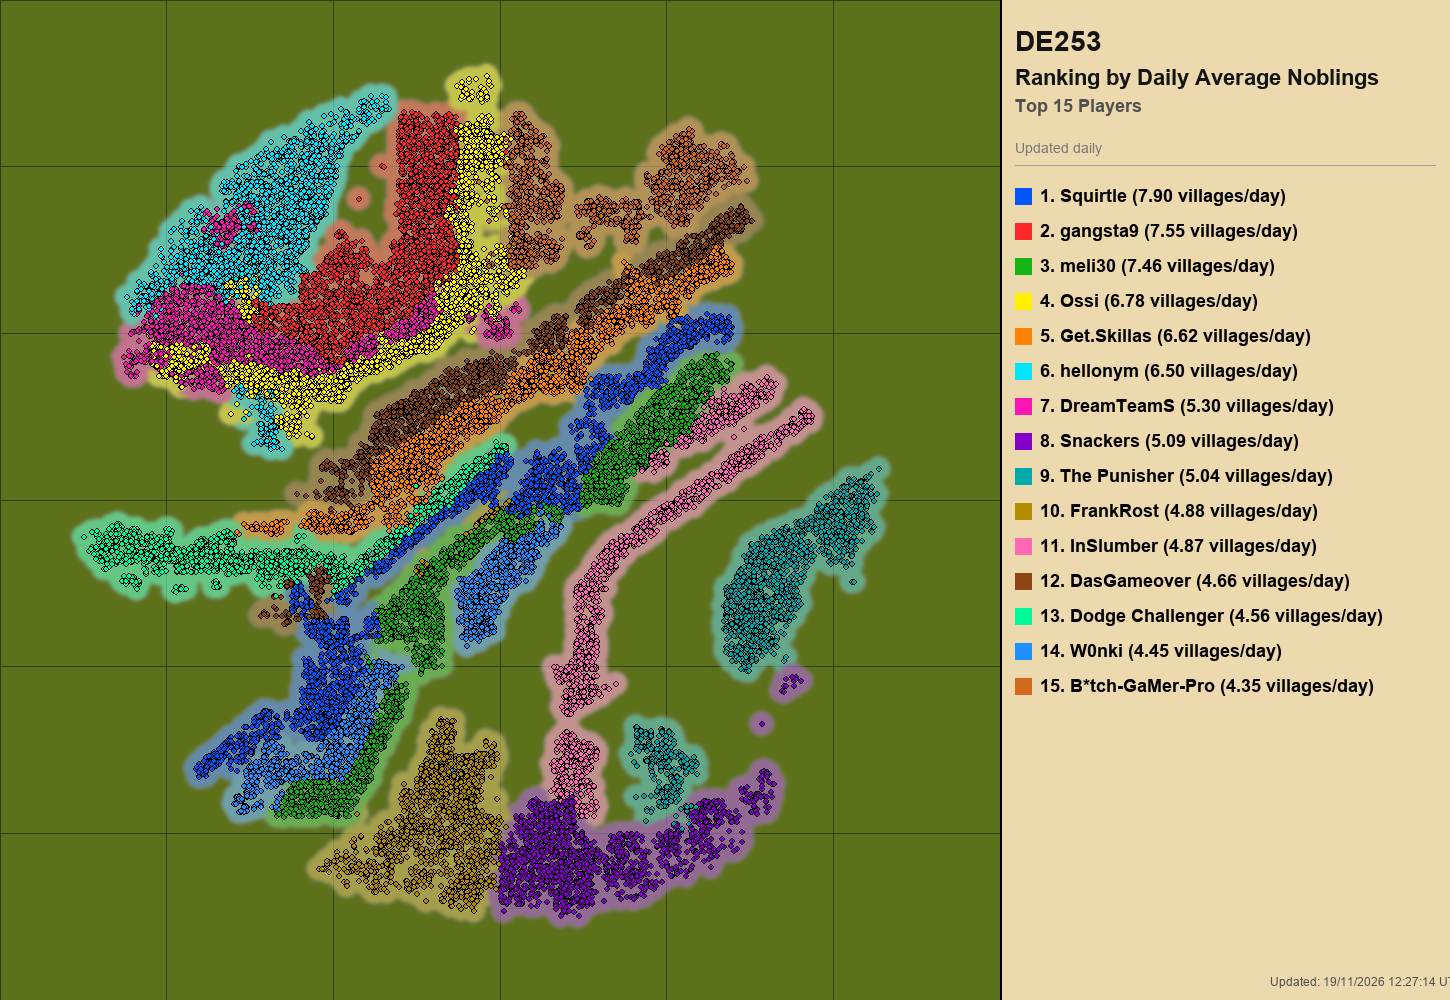 DE253
Ranking by Daily Average Noblings
Top 15 Players
Updated daily
1. Squirtle (7.90 villages/day)
2. gangsta9 (7.55 villages/day)
3. meli30 (7.46 villages/day)
4. Ossi (6.78 villages/day)
5. Get.Skillas (6.62 villages/day)
6. hellonym (6.50 villages/day)
7. DreamTeamS (5.30 villages/day)
8. Snackers (5.09 villages/day)
9. The Punisher (5.04 villages/day)
10. FrankRost (4.88 villages/day)
11. InSlumber (4.87 villages/day)
12. DasGameover (4.66 villages/day)
13. Dodge Challenger (4.56 villages/day)
14. W0nki (4.45 villages/day)
15. B*tch-GaMer-Pro (4.35 villages/day)
Updated: 19/11/2026 12:27:14 U